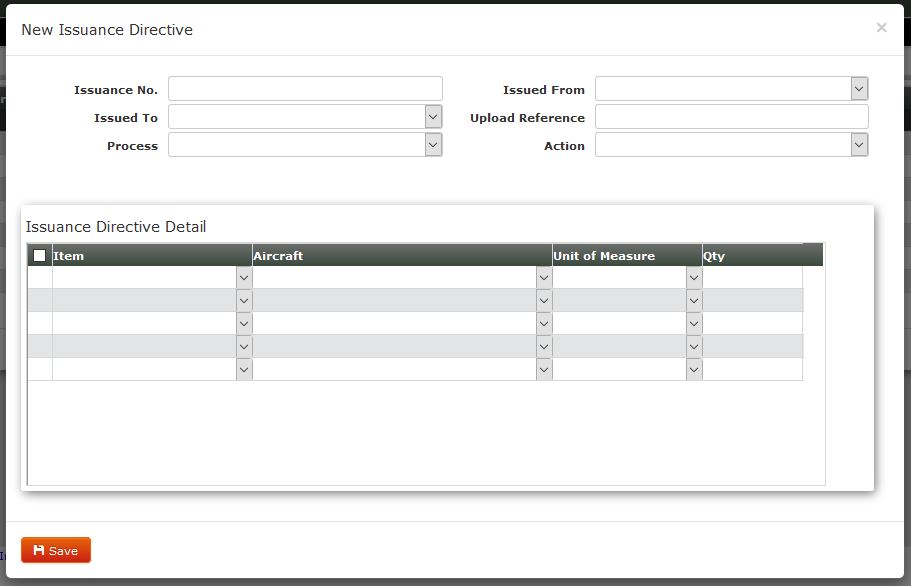 New Issuance Directive
Issuance No.
Issued From
Issued To
Upload Reference
Process
Action
Issuance Directive Detail
Item Aircraft Unit of Measure Qty
Save